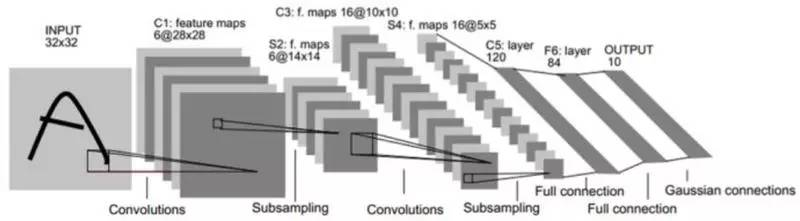 INPUT
32x32
C1: feature maps
6@28x28
S2: f. maps
6@14x14
C3: f. maps 16@10x10
S4: f. maps 16@5x5
C5: layer
120
F6: layer
84
OUTPUT
10
Convolutions
Subsampling
Convolutions
Subsampling
Full connection
Full connection
Gaussian connections
A